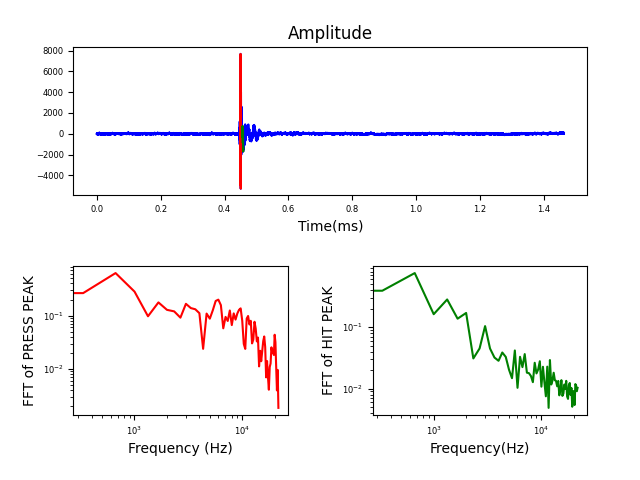 Amplitude
8000
6000
4000
2000
0
−2000
−4000
0.0 0.2 0.4 0.6 0.8 1.0 1.2 1.4
Time(ms)
FFT of PRESS PEAK
10⁻¹
10⁻²
10³ 10⁴
Frequency (Hz)
FFT of HIT PEAK
10⁻¹
10⁻²
10³ 10⁴
Frequency(Hz)